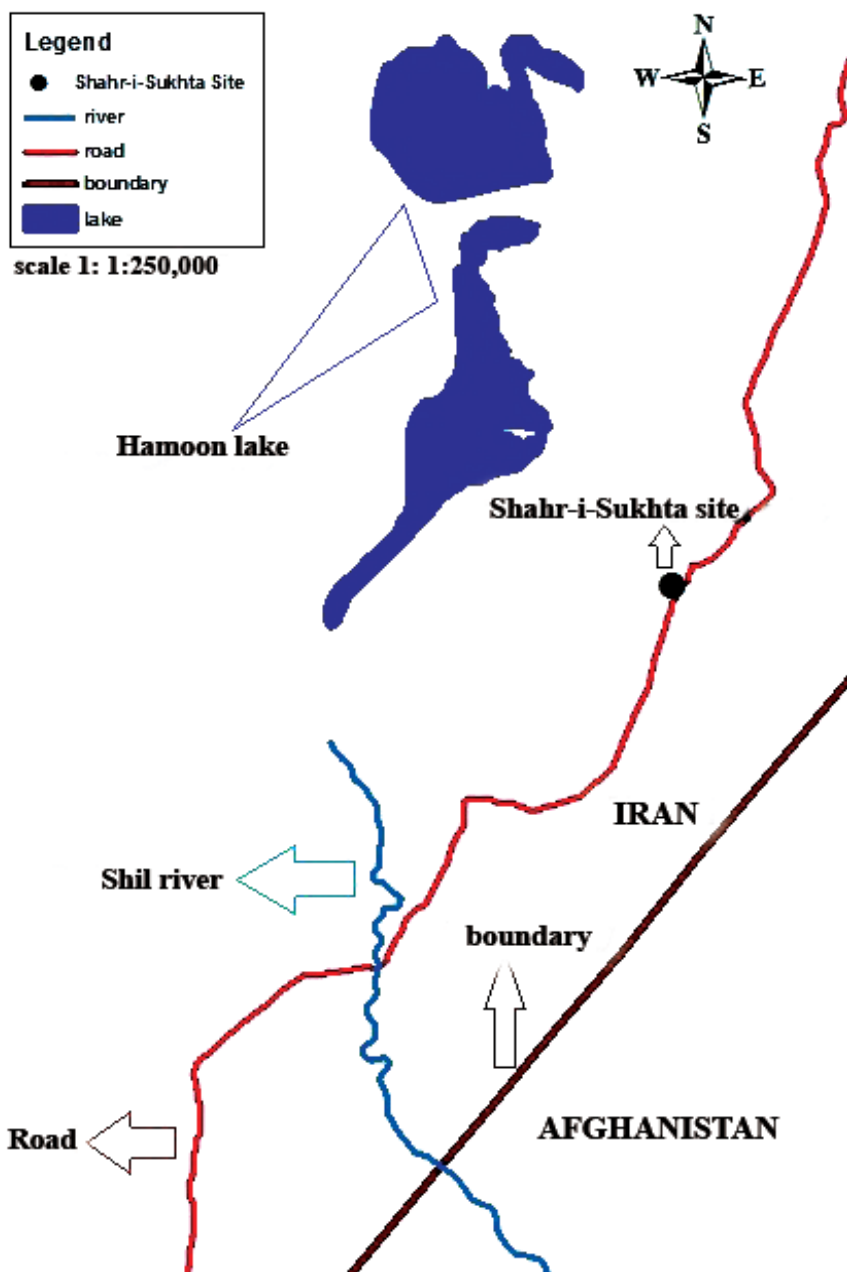 Legend
Shahr-i-Sukhta Site
river
road
boundary
lake
scale 1: 1:250,000
N
W E
S
Hamoon lake
Shahr-i-Sukhta site
IRAN
Shil river
boundary
AFGHANISTAN
Road